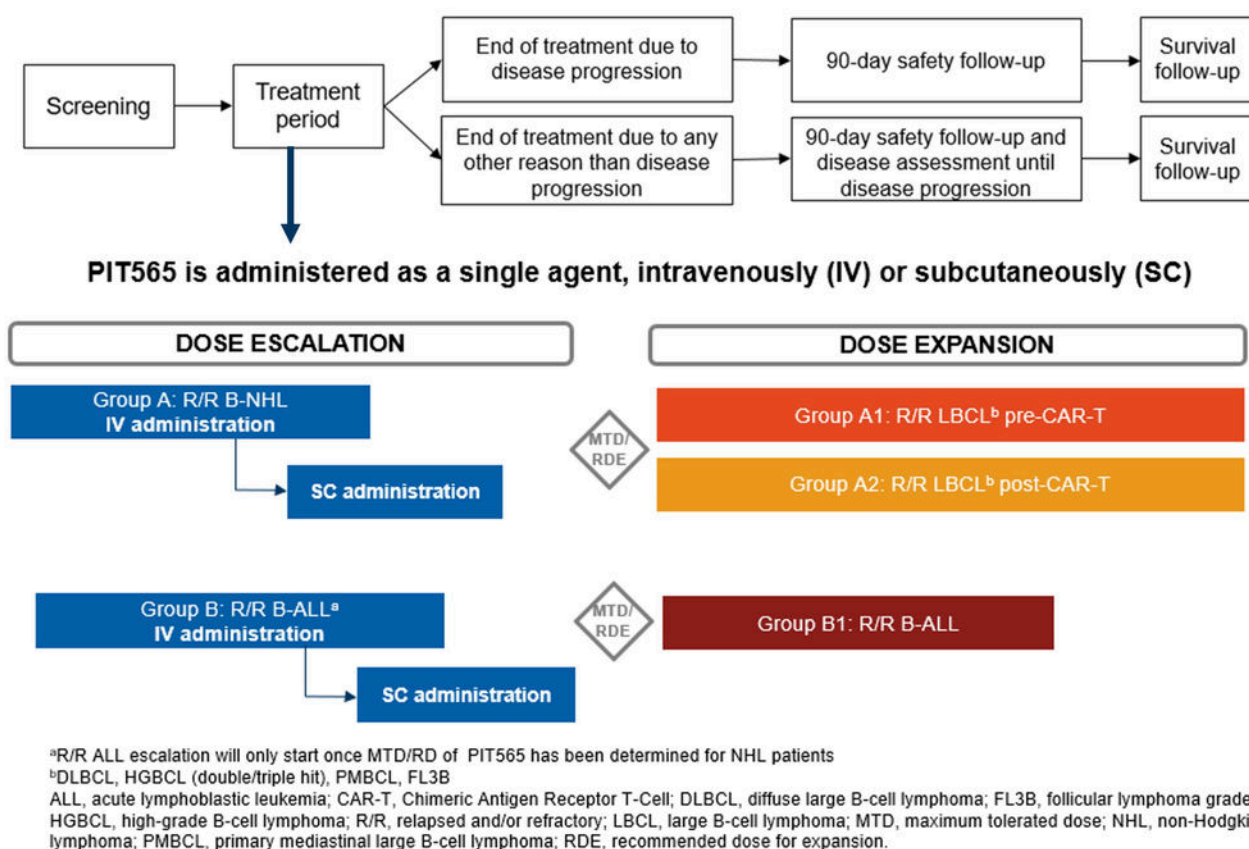 End of treatment due to
disease progression
90-day safety follow-up
Survival
follow-up
Screening
Treatment
period
End of treatment due to any
other reason than disease
progression
90-day safety follow-up and
disease assessment until
disease progression
Survival
follow-up
PIT565 is administered as a single agent, intravenously (IV) or subcutaneously (SC)
DOSE ESCALATION
DOSE EXPANSION
Group A: R/R B-NHL
IV administration
SC administration
MTD/
RDE
Group A1: R/R LBCLᵇ pre-CAR-T
Group A2: R/R LBCLᵇ post-CAR-T
Group B: R/R B-ALLᵃ
IV administration
SC administration
MTD/
RDE
Group B1: R/R B-ALL
ᵃR/R ALL escalation will only start once MTD/RD of PIT565 has been determined for NHL patients
ᵇDLBCL, HGBCL (double/triple hit), PMBCL, FL3B
ALL, acute lymphoblastic leukemia; CAR-T, Chimeric Antigen Receptor T-Cell; DLBCL, diffuse large B-cell lymphoma; FL3B, follicular lymphoma grade
HGBCL, high-grade B-cell lymphoma; R/R, relapsed and/or refractory; LBCL, large B-cell lymphoma; MTD, maximum tolerated dose; NHL, non-Hodgki
lymphoma; PMBCL, primary mediastinal large B-cell lymphoma; RDE, recommended dose for expansion.